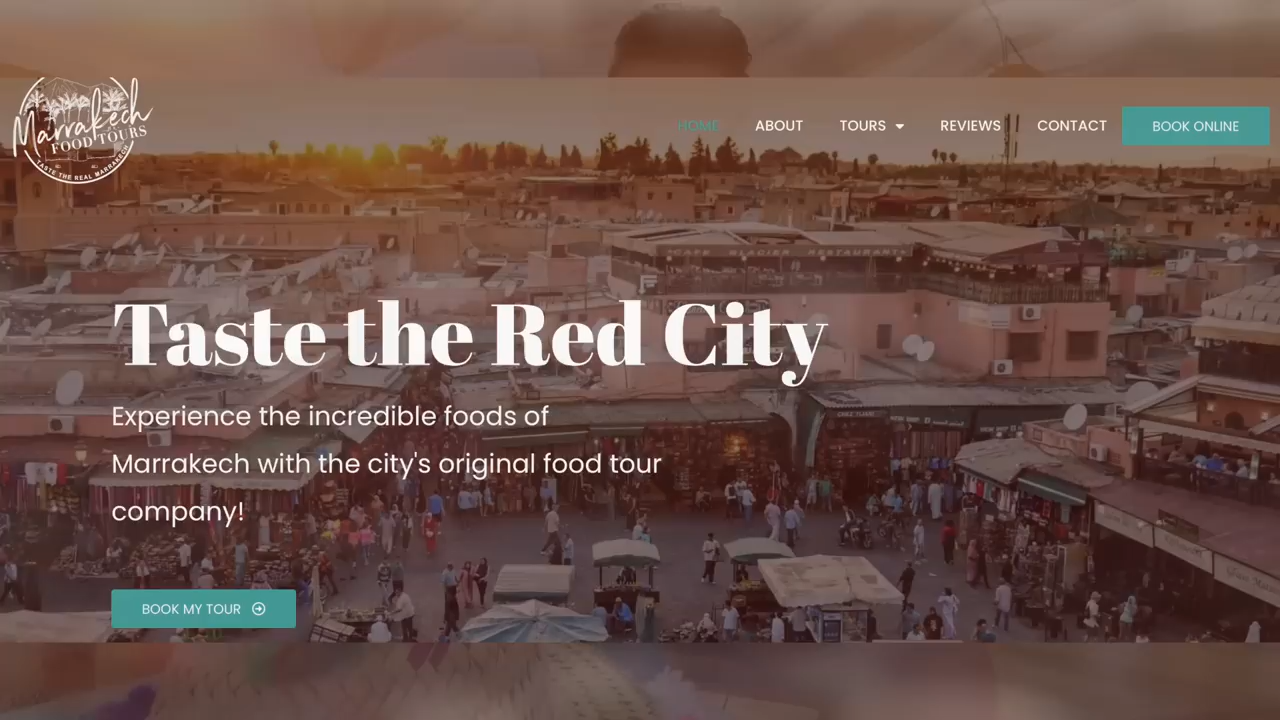 Marrakech
FOOD TOURS
TASTE THE REAL MARRAKECH
HOME
ABOUT
TOURS
REVIEWS
CONTACT
BOOK ONLINE
Taste the Red City
Experience the incredible foods of
Marrakech with the city's original food tour
company!
BOOK MY TOUR